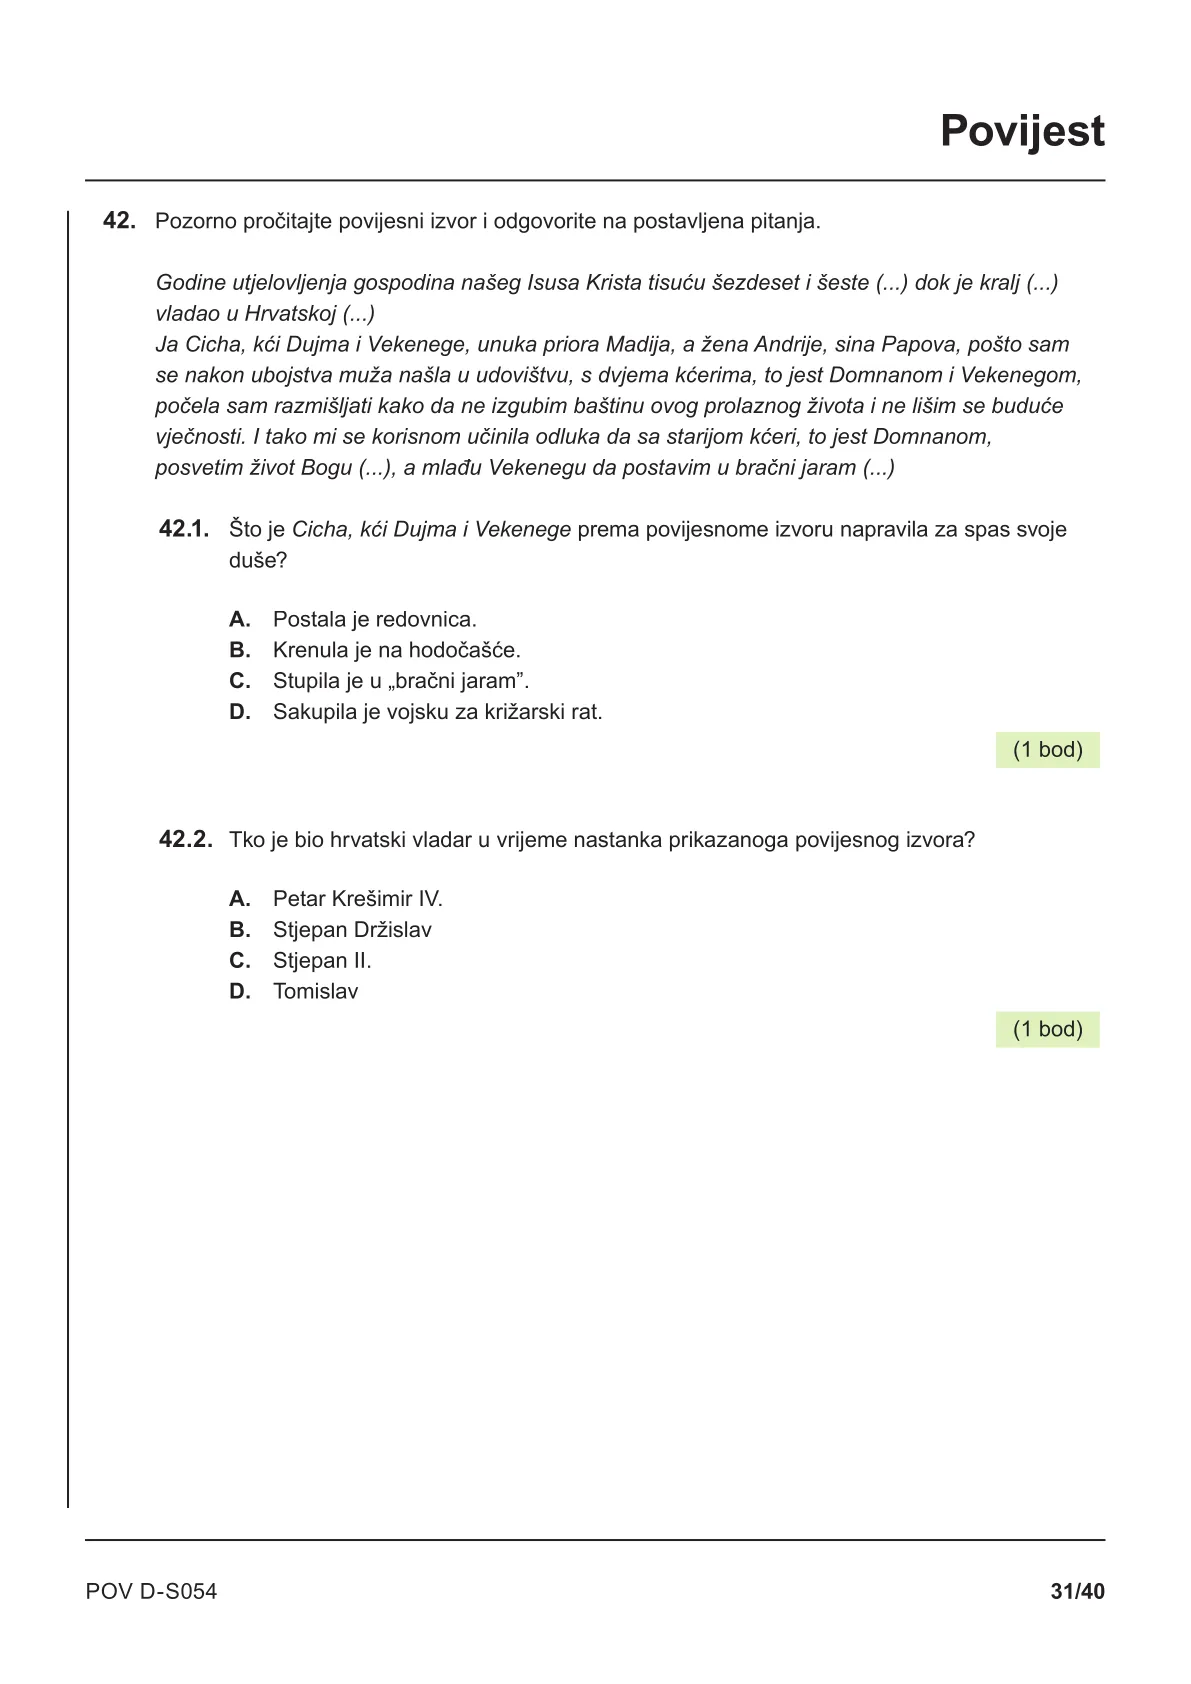 Povijest
42. Pozorno pročitajte povijesni izvor i odgovorite na postavljena pitanja.
Godine utjelovljenja gospodina našeg Isusa Krista tisuću šezdeset i šeste (...) dok je kralj (...)
vladao u Hrvatskoj (...)
Ja Cicha, kći Dujma i Vekenege, unuka priora Madija, a žena Andrije, sina Papova, pošto sam
se nakon ubojstva muža našla u udovištvu, s dvjema kćerima, to jest Domnanom i Vekenegom,
počela sam razmišljati kako da ne izgubim baštinu ovog prolaznog života i ne lišim se buduće
vječnosti. I tako mi se korisnom učinila odluka da sa starijom kćeri, to jest Domnanom,
posvetim život Bogu (...), a mlađu Vekenegu da postavim u bračni jaram (...)
42.1. Što je Cicha, kći Dujma i Vekenege prema povijesnome izvoru napravila za spas svoje
duše?
A. Postala je redovnica.
B. Krenula je na hodočašće.
C. Stupila je u „bračni jaram”.
D. Sakupila je vojsku za križarski rat.
(1 bod)
42.2. Tko je bio hrvatski vladar u vrijeme nastanka prikazanoga povijesnog izvora?
A. Petar Krešimir IV.
B. Stjepan Držislav
C. Stjepan II.
D. Tomislav
(1 bod)
POV D-S054
31/40